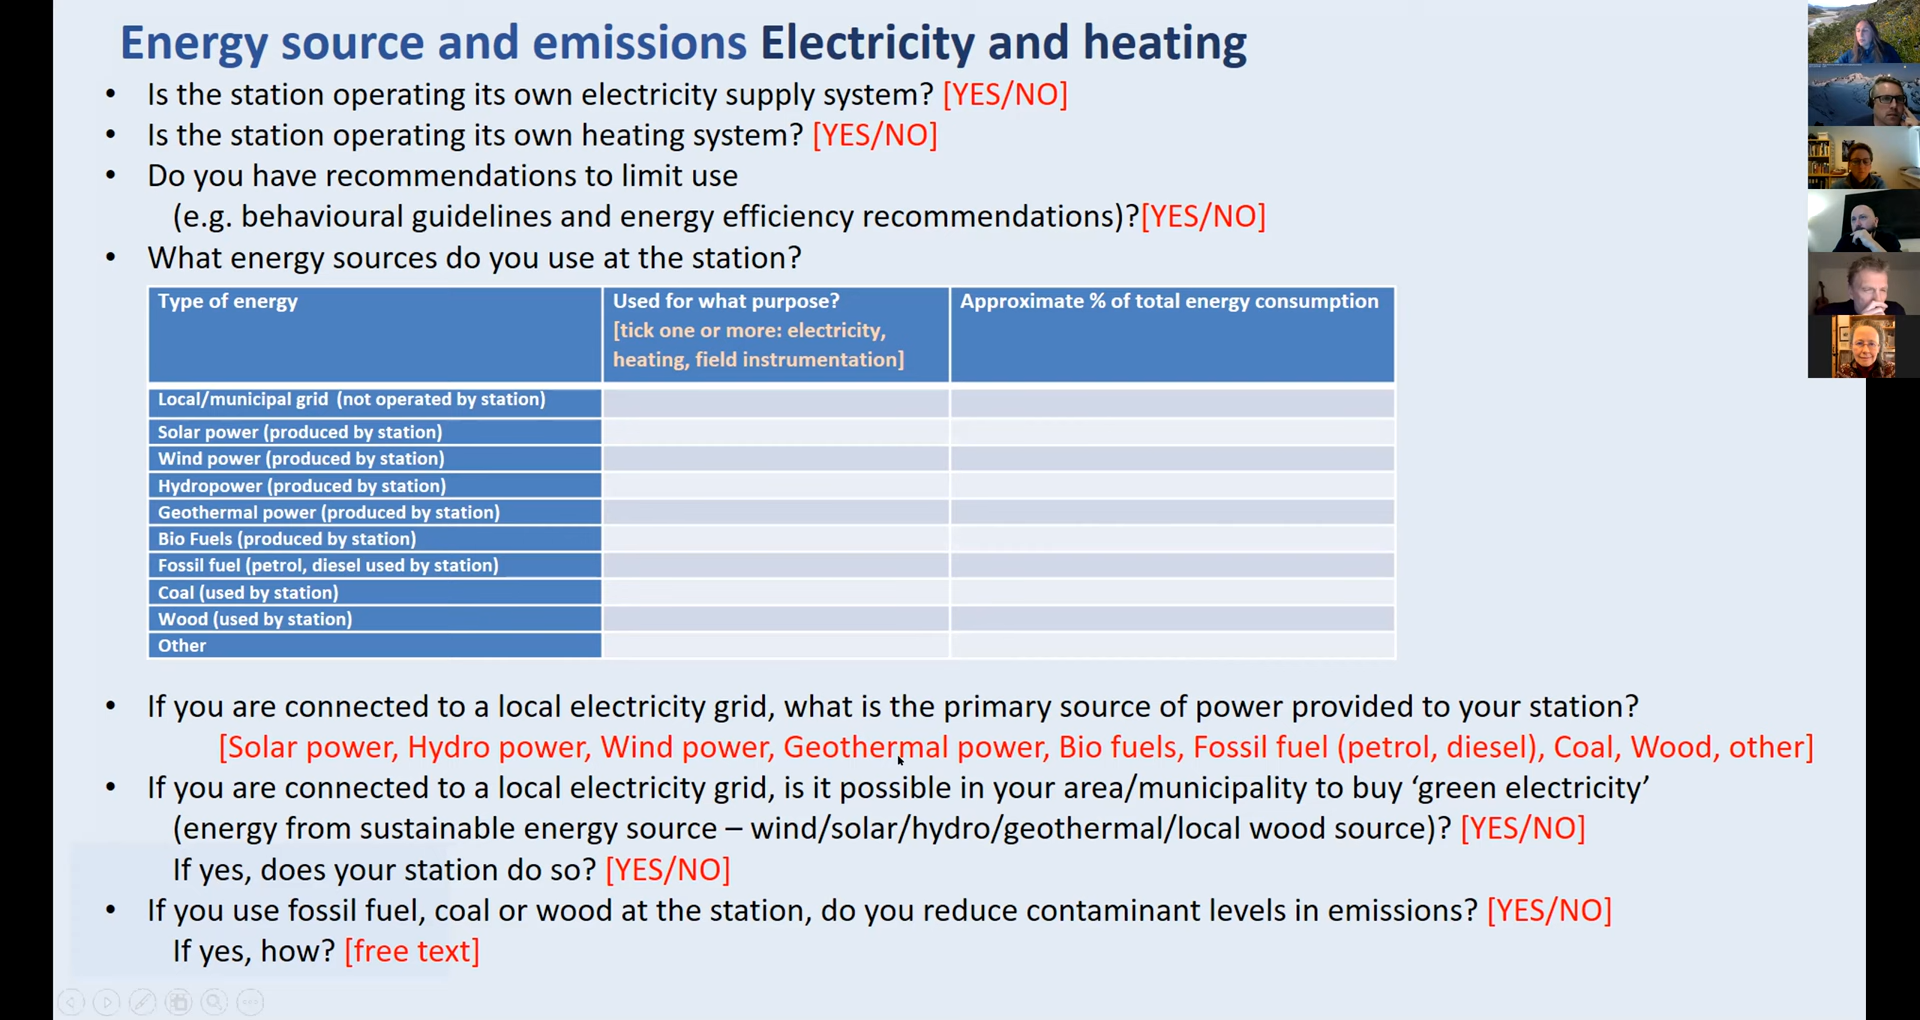 Energy source and emissions Electricity and heating
• Is the station operating its own electricity supply system? [YES/NO]
• Is the station operating its own heating system? [YES/NO]
• Do you have recommendations to limit use
(e.g. behavioural guidelines and energy efficiency recommendations)?[YES/NO]
• What energy sources do you use at the station?
Type of energy
Used for what purpose?
[tick one or more: electricity,
heating, field instrumentation]
Approximate % of total energy consumption
Local/municipal grid (not operated by station)
Solar power (produced by station)
Wind power (produced by station)
Hydropower (produced by station)
Geothermal power (produced by station)
Bio Fuels (produced by station)
Fossil fuel (petrol, diesel used by station)
Coal (used by station)
Wood (used by station)
Other
• If you are connected to a local electricity grid, what is the primary source of power provided to your station?
[Solar power, Hydro power, Wind power, Geothermal power, Bio fuels, Fossil fuel (petrol, diesel), Coal, Wood, other]
• If you are connected to a local electricity grid, is it possible in your area/municipality to buy ‘green electricity’
(energy from sustainable energy source – wind/solar/hydro/geothermal/local wood source)? [YES/NO]
If yes, does your station do so? [YES/NO]
• If you use fossil fuel, coal or wood at the station, do you reduce contaminant levels in emissions? [YES/NO]
If yes, how? [free text]